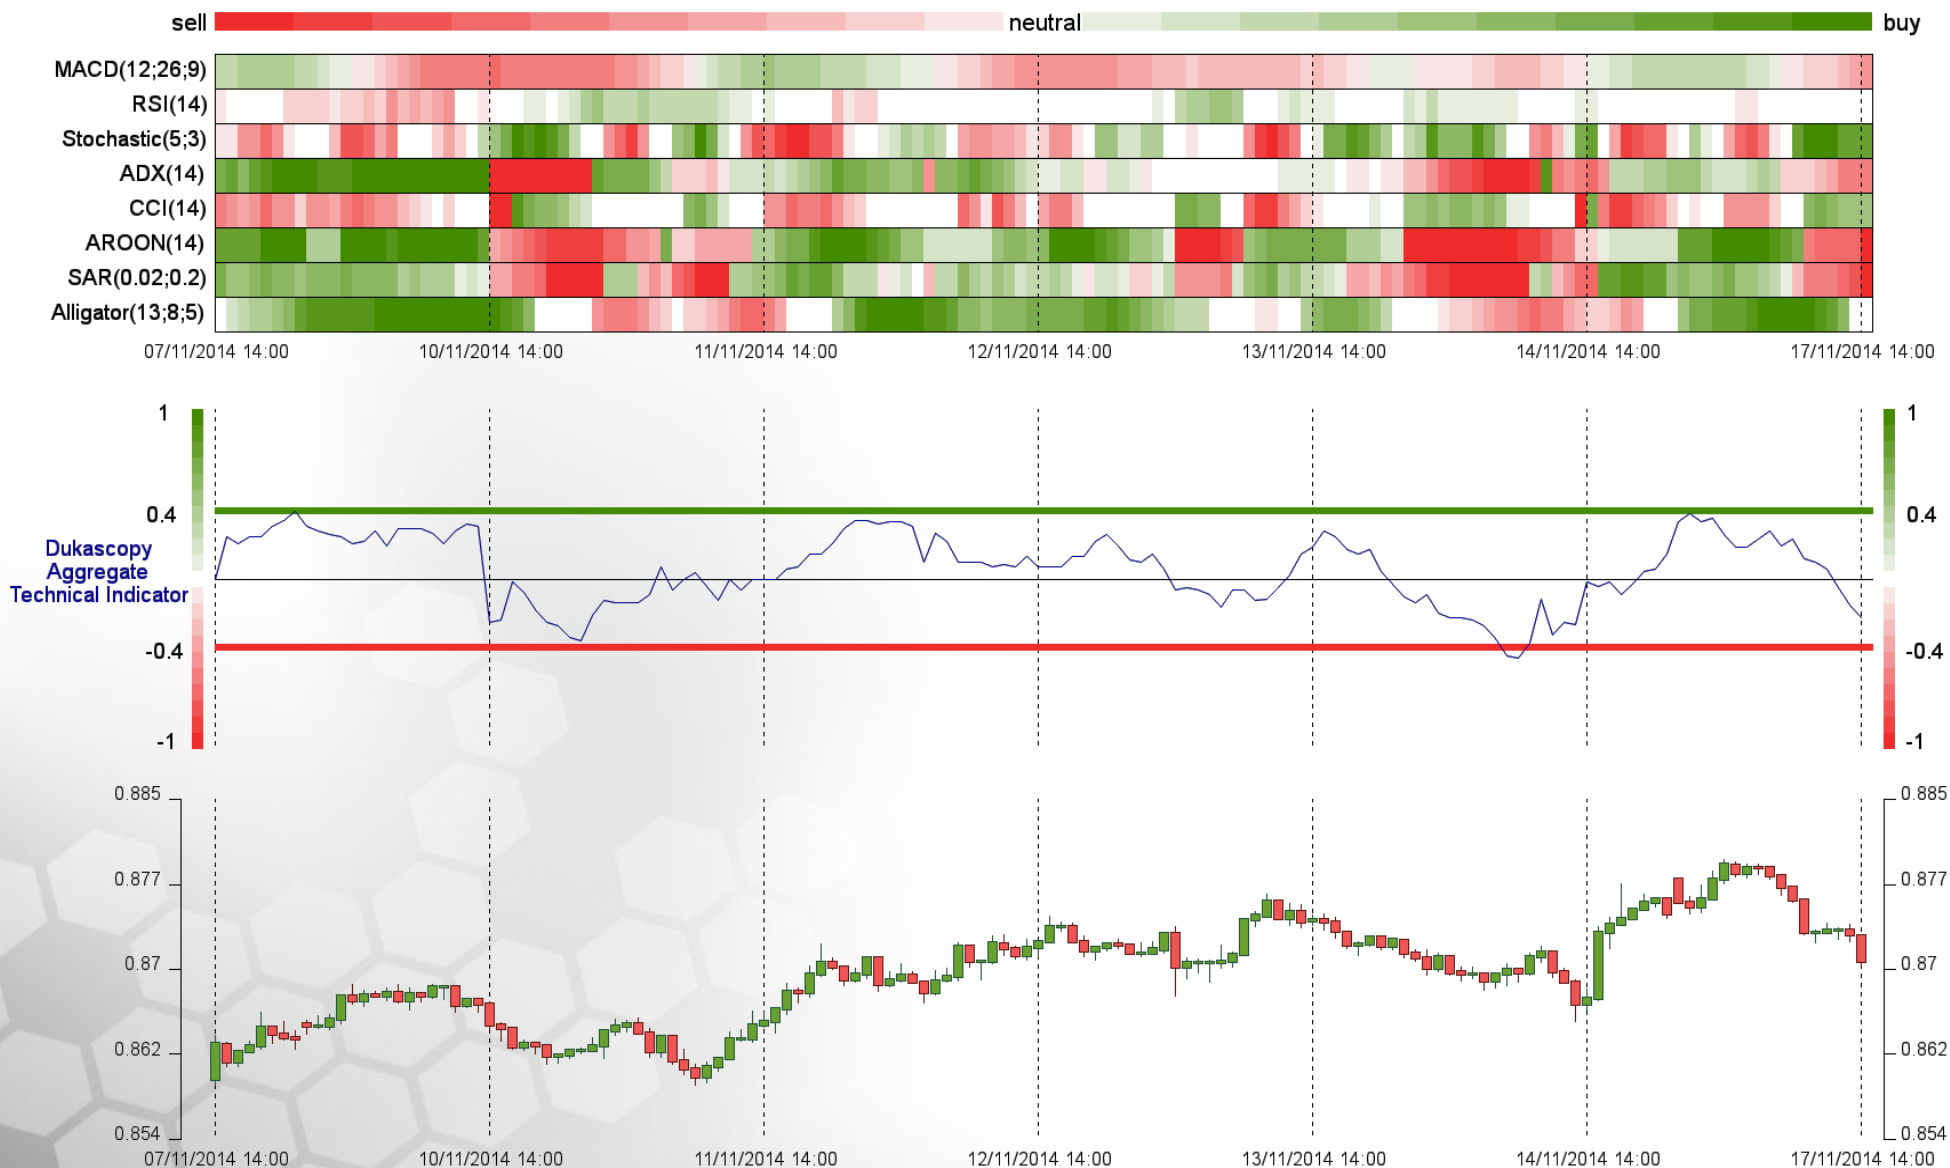 sell neutral buy
MACD(12;26;9)
RSI(14)
Stochastic(5;3)
ADX(14)
CCI(14)
AROON(14)
SAR(0.02;0.2)
Alligator(13;8;5)
07/11/2014 14:00 10/11/2014 14:00 11/11/2014 14:00 12/11/2014 14:00 13/11/2014 14:00 14/11/2014 14:00 17/11/2014 14:00
1 1
0.4 0.4
Dukascopy
Aggregate
Technical Indicator
-0.4 -0.4
-1 -1
0.885 0.885
0.877 0.877
0.87 0.87
0.862 0.862
0.854 0.854
07/11/2014 14:00 10/11/2014 14:00 11/11/2014 14:00 12/11/2014 14:00 13/11/2014 14:00 14/11/2014 14:00 17/11/2014 14:00